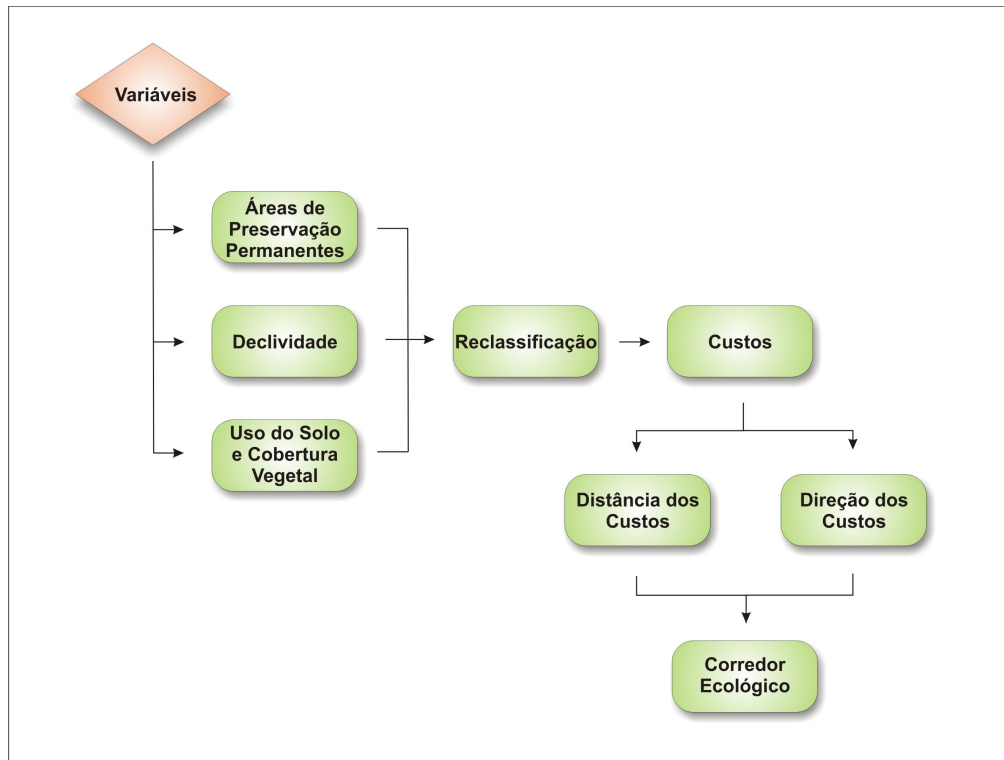 Variáveis
Áreas de
Preservação
Permanentes
Declividade
Uso do Solo
e Cobertura
Vegetal
Reclassificação
Custos
Distância dos
Custos
Direção dos
Custos
Corredor
Ecológico